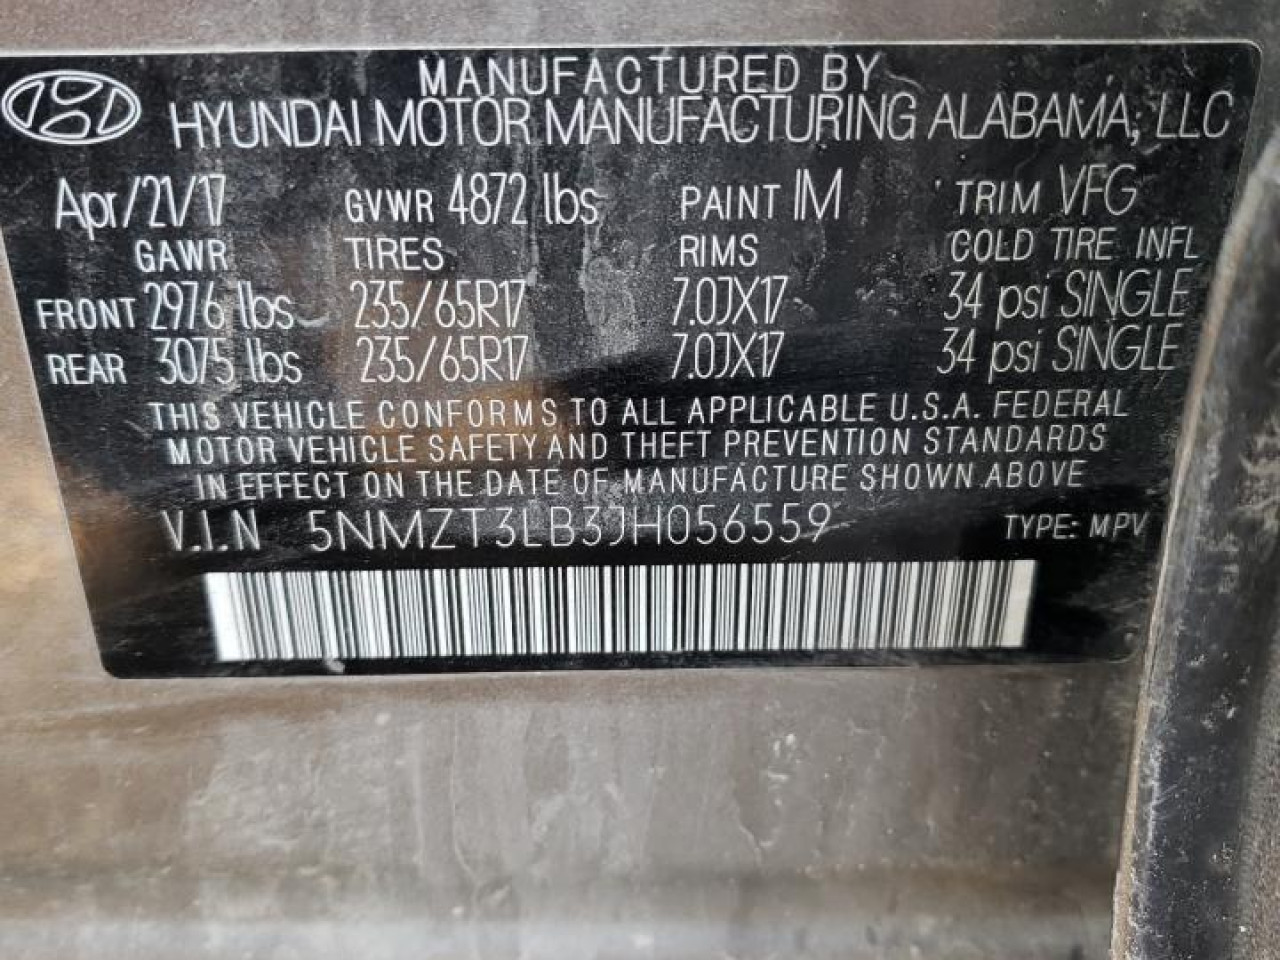 MANUFACTURED BY
HYUNDAI MOTOR MANUFACTURING ALABAMA, LLC
Apr/21/17 GVWR 4872 lbs PAINT IM TRIM VFG
GAWR TIRES RIMS COLD TIRE INFL
FRONT 2976 lbs 235/65R17 7.0JX17 34 psi SINGLE
REAR 3075 lbs 235/65R17 7.0JX17 34 psi SINGLE
THIS VEHICLE CONFORMS TO ALL APPLICABLE U.S.A. FEDERAL
MOTOR VEHICLE SAFETY AND THEFT PREVENTION STANDARDS
IN EFFECT ON THE DATE OF MANUFACTURE SHOWN ABOVE
V.I.N 5NMZT3LB3JH056559 TYPE: MPV